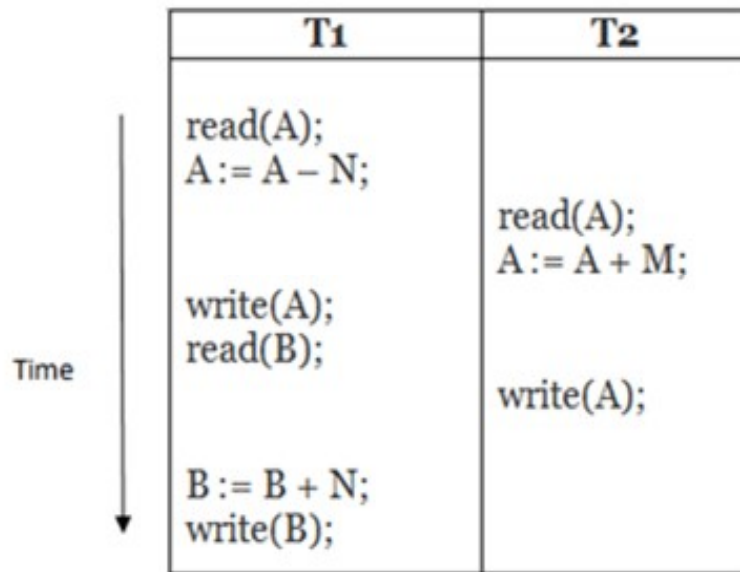 T1 T2
read(A);
A := A – N;
read(A);
A := A + M;
write(A);
read(B);
Time
write(A);
B := B + N;
write(B);